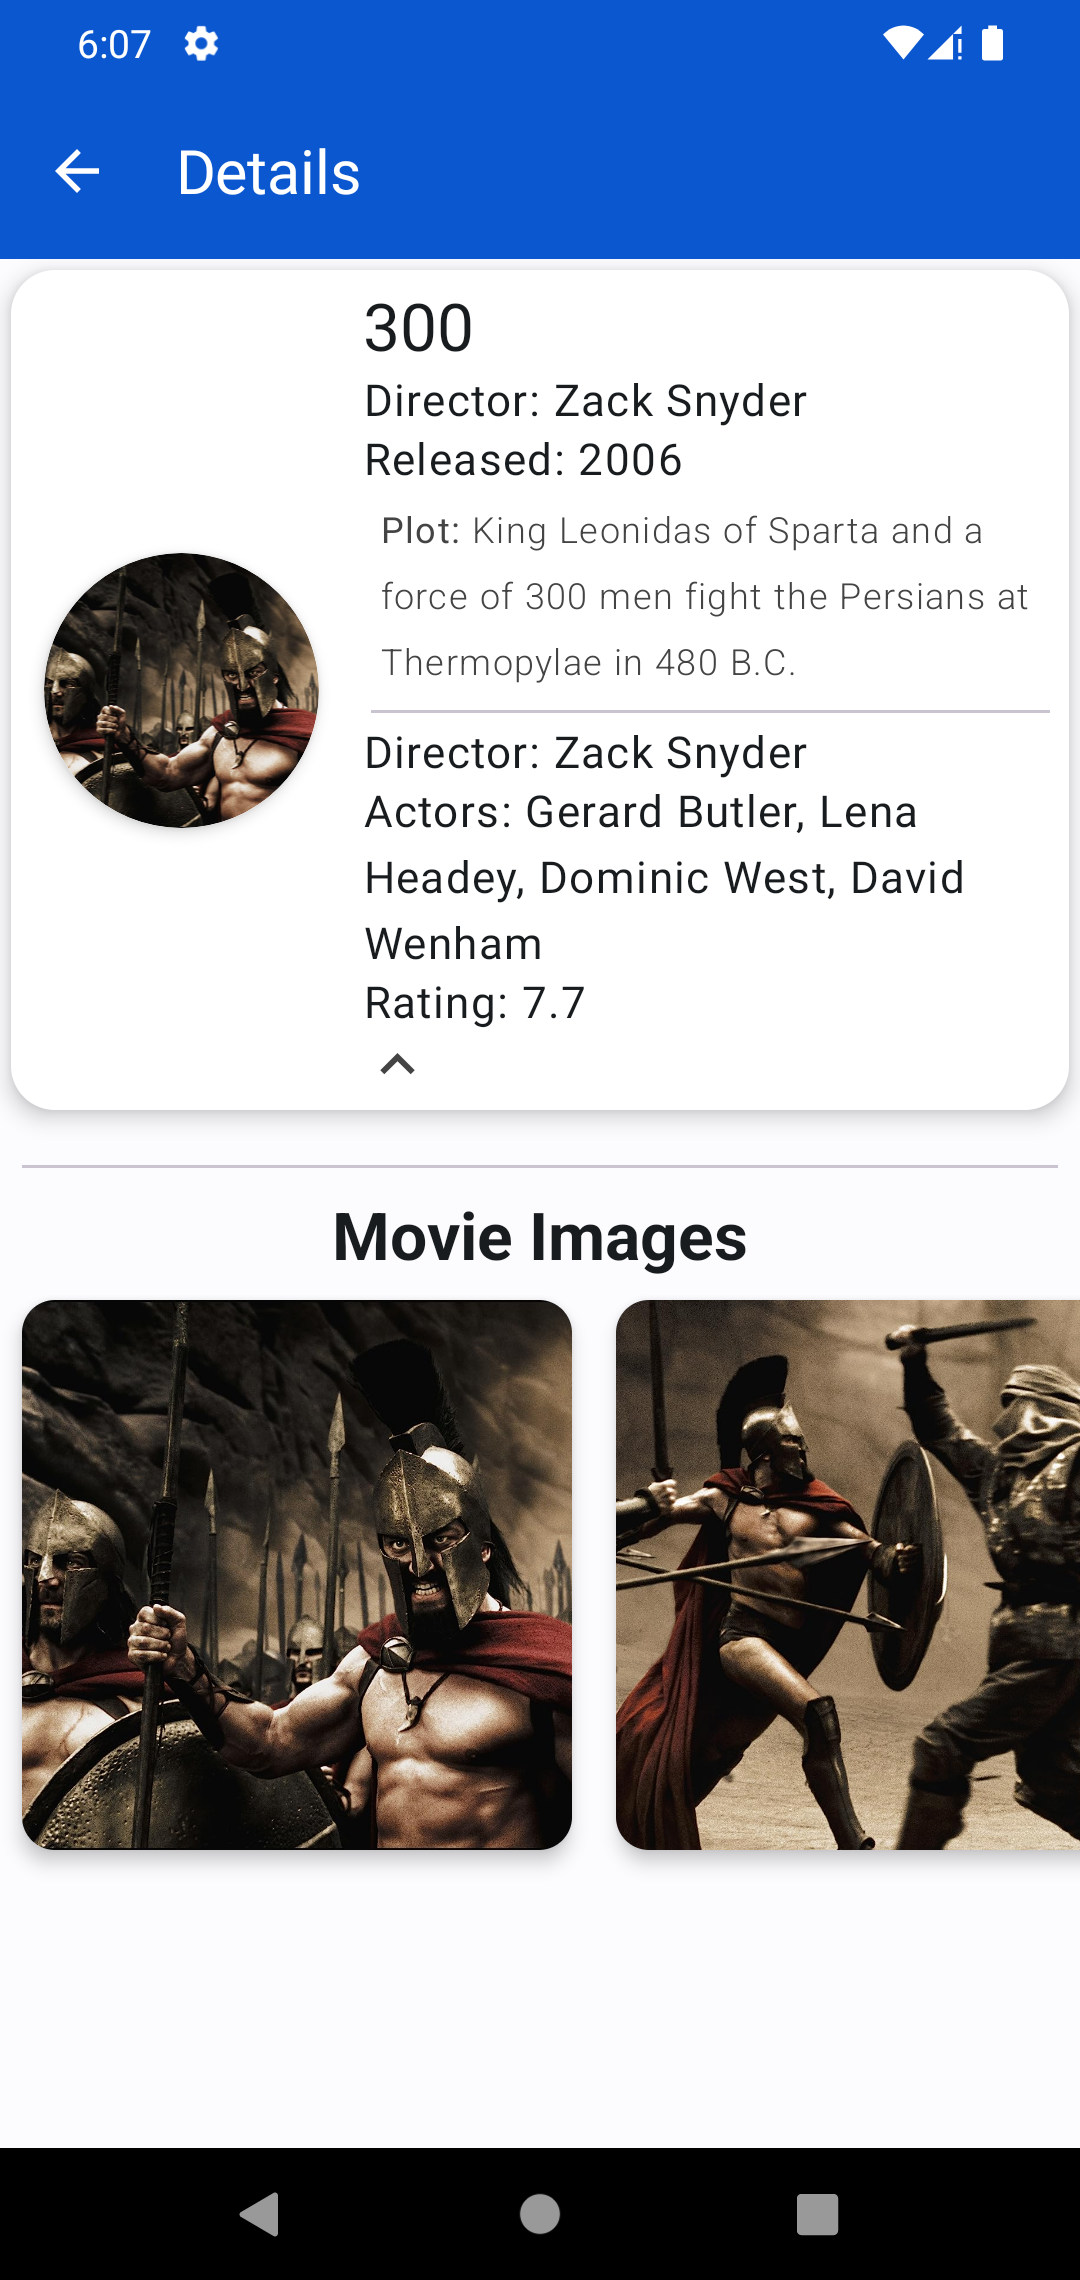 6:07
Details
300
Director: Zack Snyder
Released: 2006
Plot: King Leonidas of Sparta and a
force of 300 men fight the Persians at
Thermopylae in 480 B.C.
Director: Zack Snyder
Actors: Gerard Butler, Lena
Headey, Dominic West, David
Wenham
Rating: 7.7
Movie Images